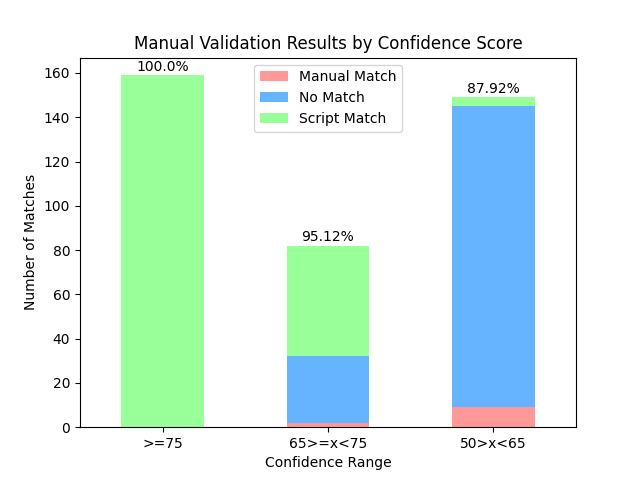 Manual Validation Results by Confidence Score
100.0%
95.12%
87.92%
Manual Match
No Match
Script Match
Number of Matches
160
140
120
100
80
60
40
20
0
>=75
65>=x<75
50>x<65
Confidence Range